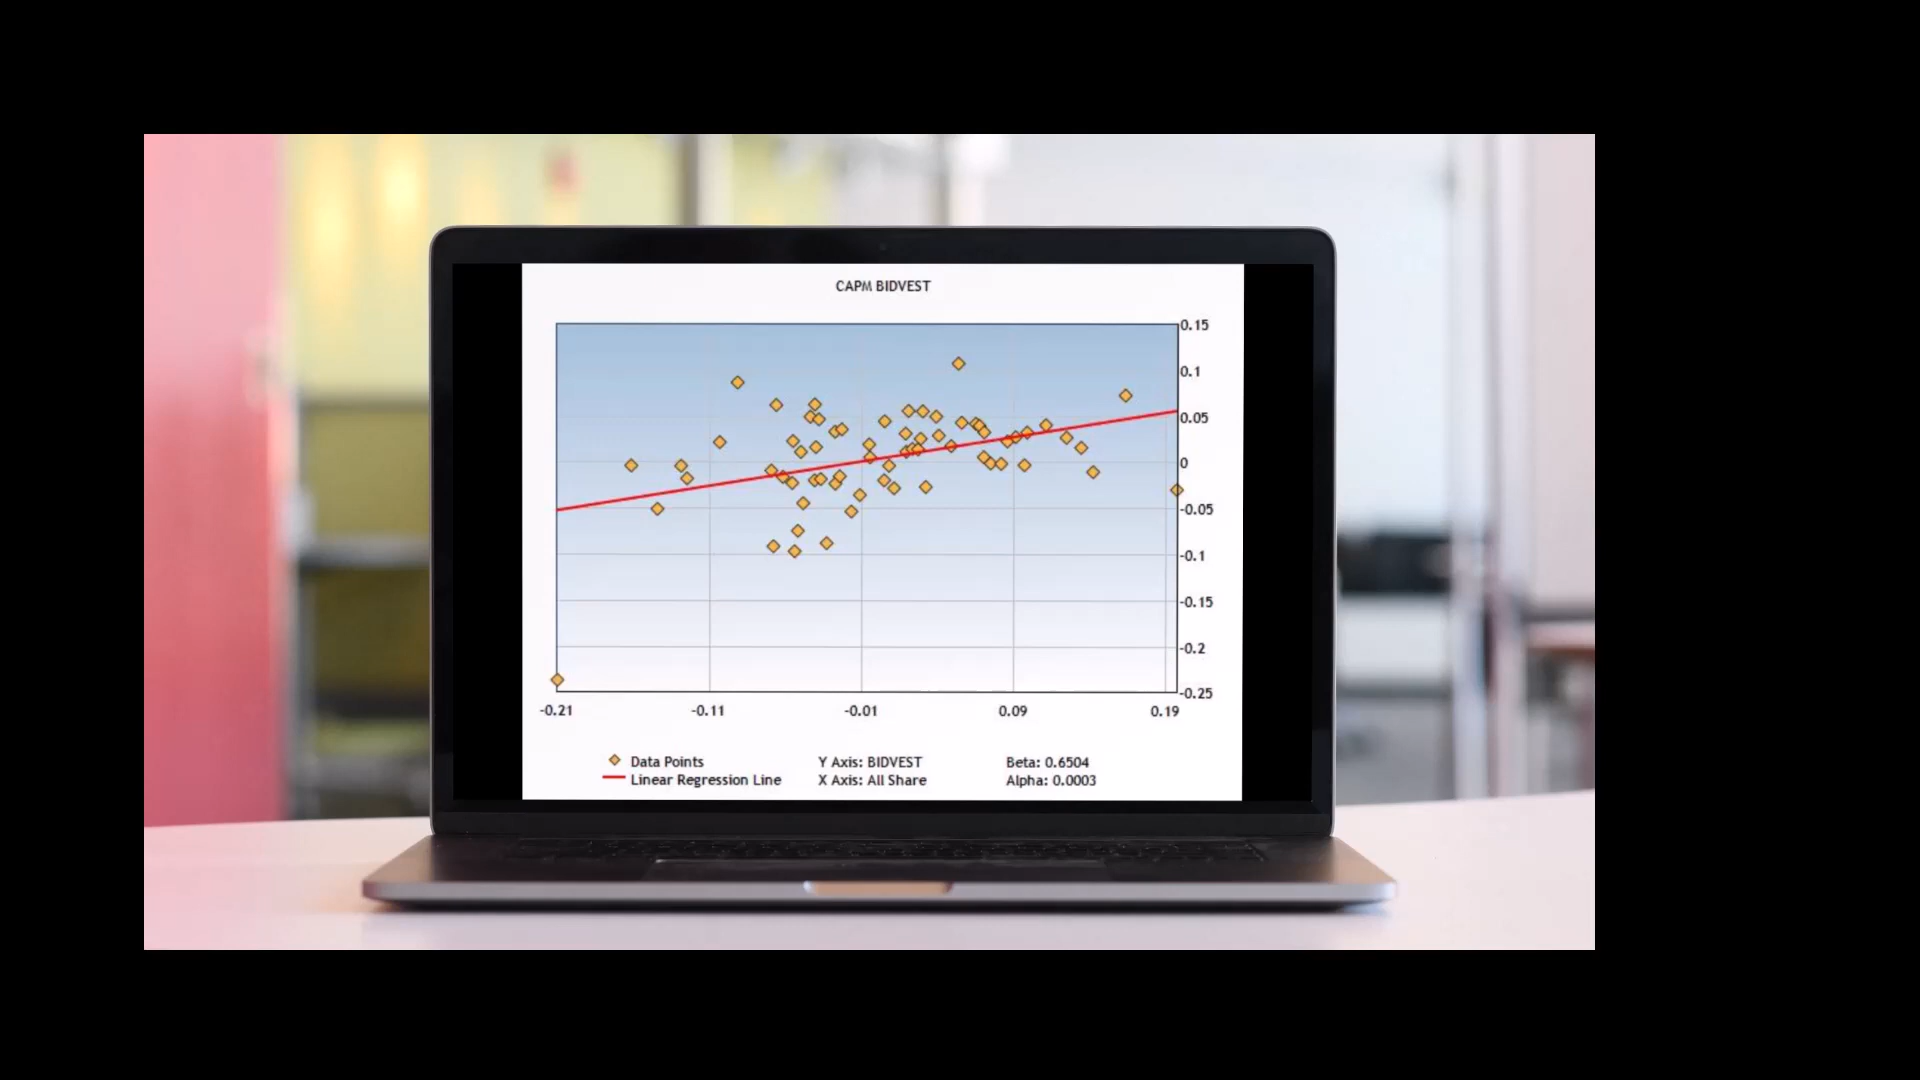 CAPM BIDVEST
0.15
0.1
0.05
0
-0.05
-0.1
-0.15
-0.2
-0.25
-0.21 -0.11 -0.01 0.09 0.19
Data Points Y Axis: BIDVEST Beta: 0.6504
Linear Regression Line X Axis: All Share Alpha: 0.0003